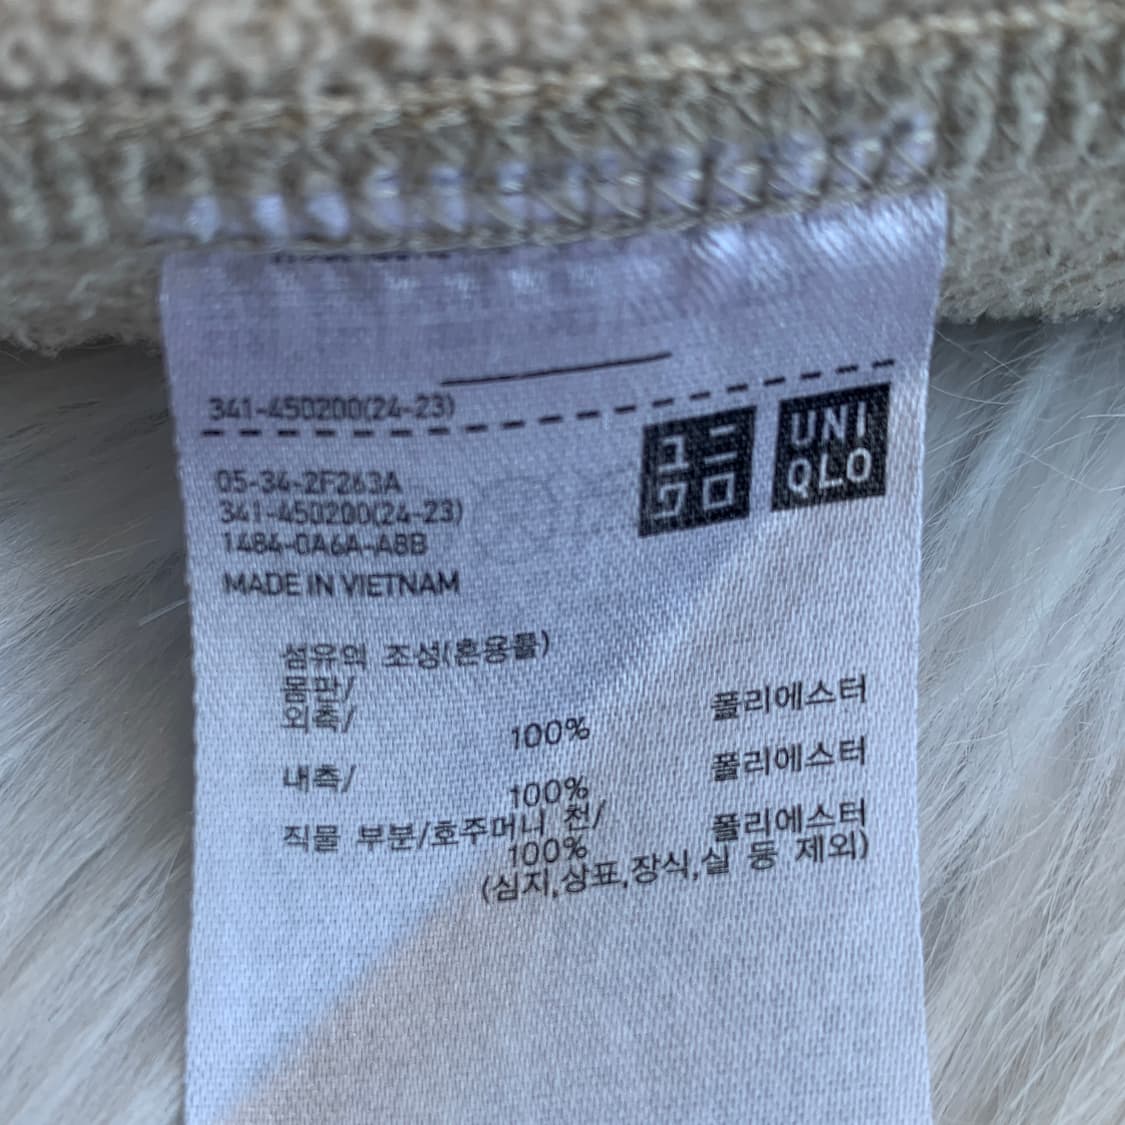 341-450200(24-23)
ユニ
クロ
UNI
QLO
05-34-2F263A
341-450200(24-23)
1484-0A6A-A8B
MADE IN VIETNAM
섬유의 조성(혼용률)
몸판/
외측/
100% 폴리에스터
내측/
100% 폴리에스터
직물 부분/호주머니 천/
100% 폴리에스터
(심지,상표,장식,실 등 제외)